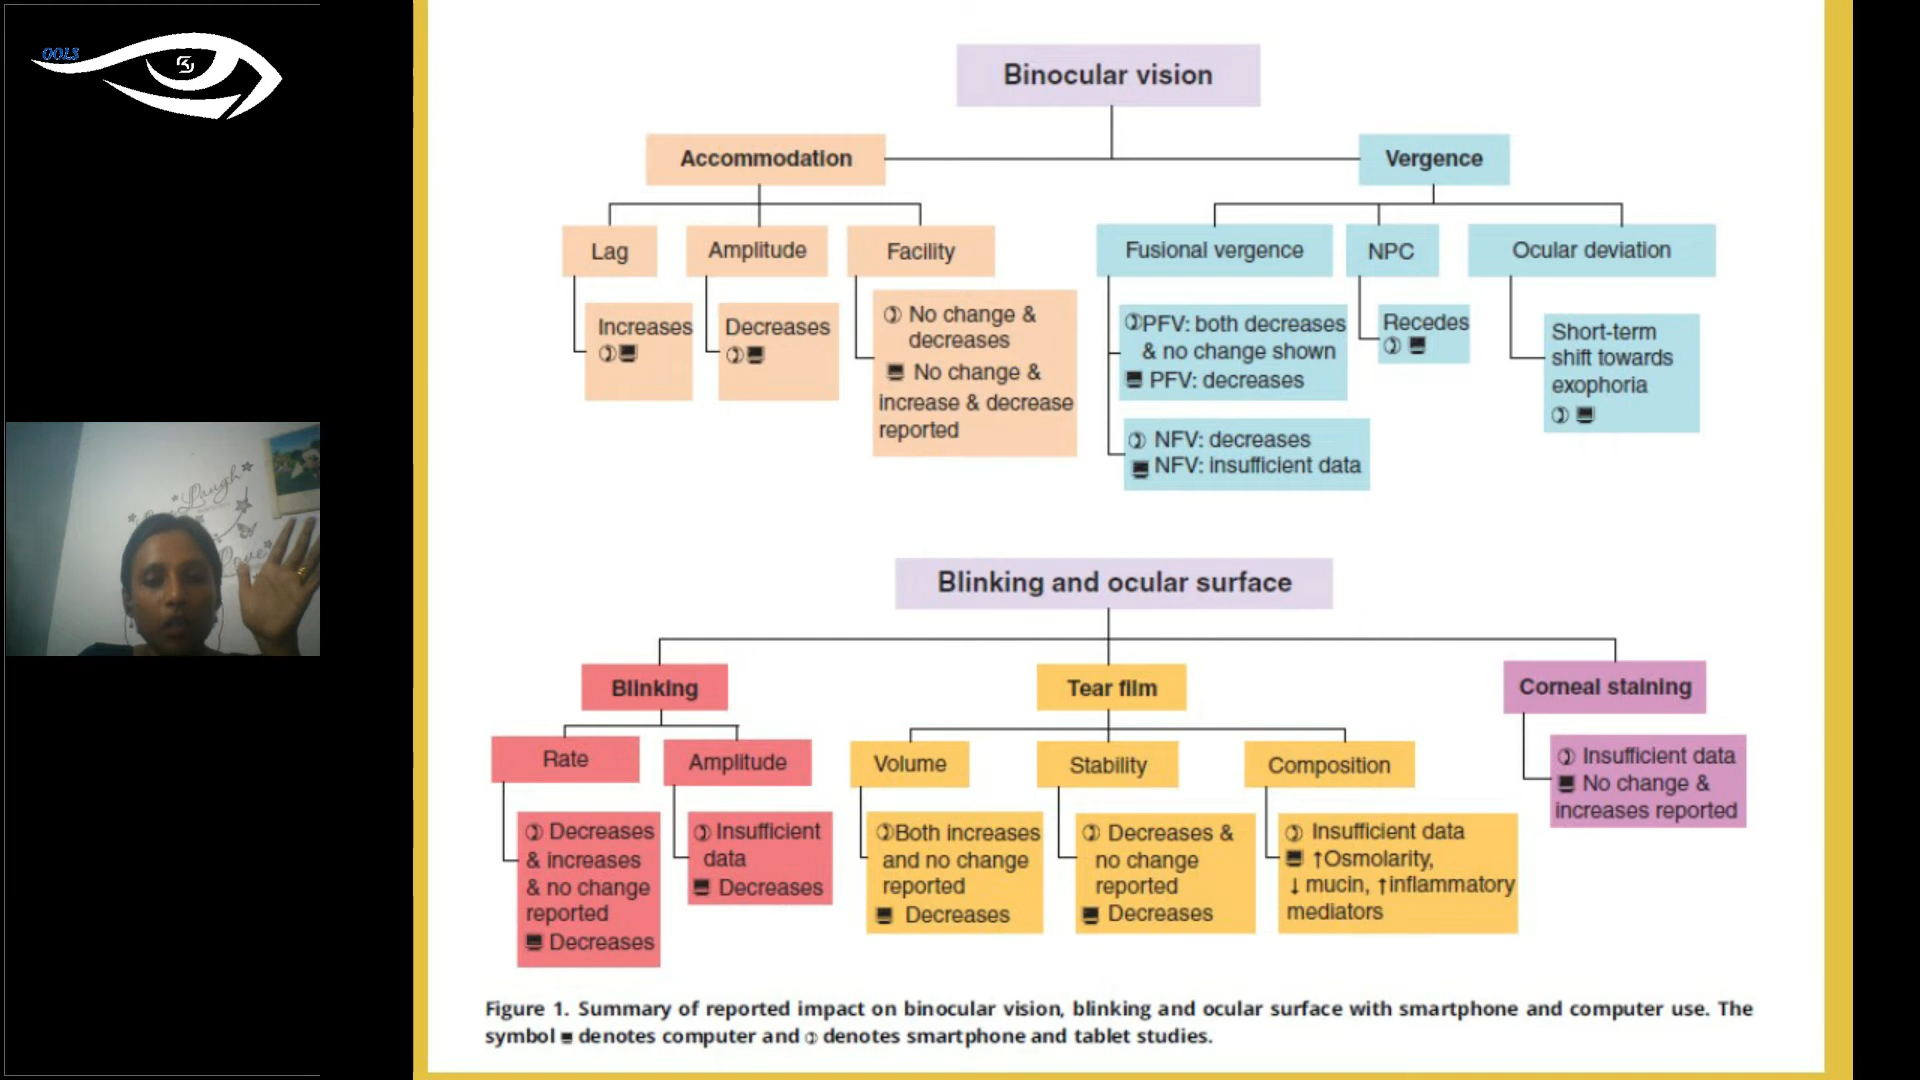 OOLS
Laugh
Love
Binocular vision
Accommodation
Vergence
Lag
Amplitude
Facility
Fusional vergence
NPC
Ocular deviation
Increases
Decreases
No change &
decreases
No change &
increase & decrease
reported
PFV: both decreases
& no change shown
PFV: decreases
NFV: decreases
NFV: insufficient data
Recedes
Short-term
shift towards
exophoria
Blinking and ocular surface
Blinking
Tear film
Corneal staining
Rate
Amplitude
Volume
Stability
Composition
Decreases
& increases
& no change
reported
Decreases
Insufficient
data
Decreases
Both increases
and no change
reported
Decreases
Decreases &
no change
reported
Decreases
Insufficient data
↑Osmolarity,
↓ mucin, ↑inflammatory
mediators
Insufficient data
No change &
increases reported
Figure 1. Summary of reported impact on binocular vision, blinking and ocular surface with smartphone and computer use. The
symbol denotes computer and denotes smartphone and tablet studies.